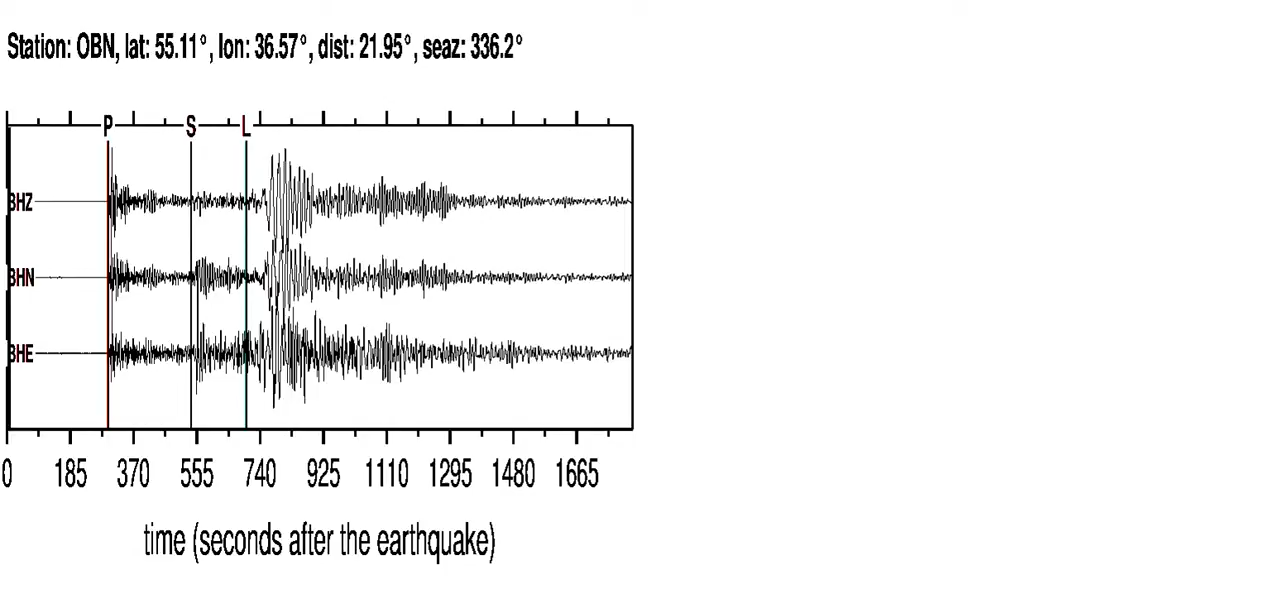 Station: OBN, lat: 55.11°, lon: 36.57°, dist: 21.95°, seaz: 336.2°
P S L
BHZ
BHN
BHE
0 185 370 555 740 925 1110 1295 1480 1665
time (seconds after the earthquake)